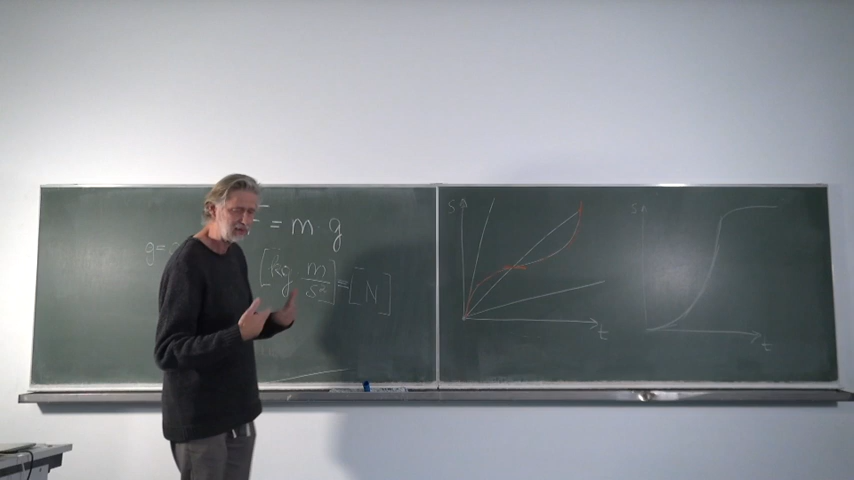 = m · g
g =
[kg · m/s²] = [N]
s
t
s
t